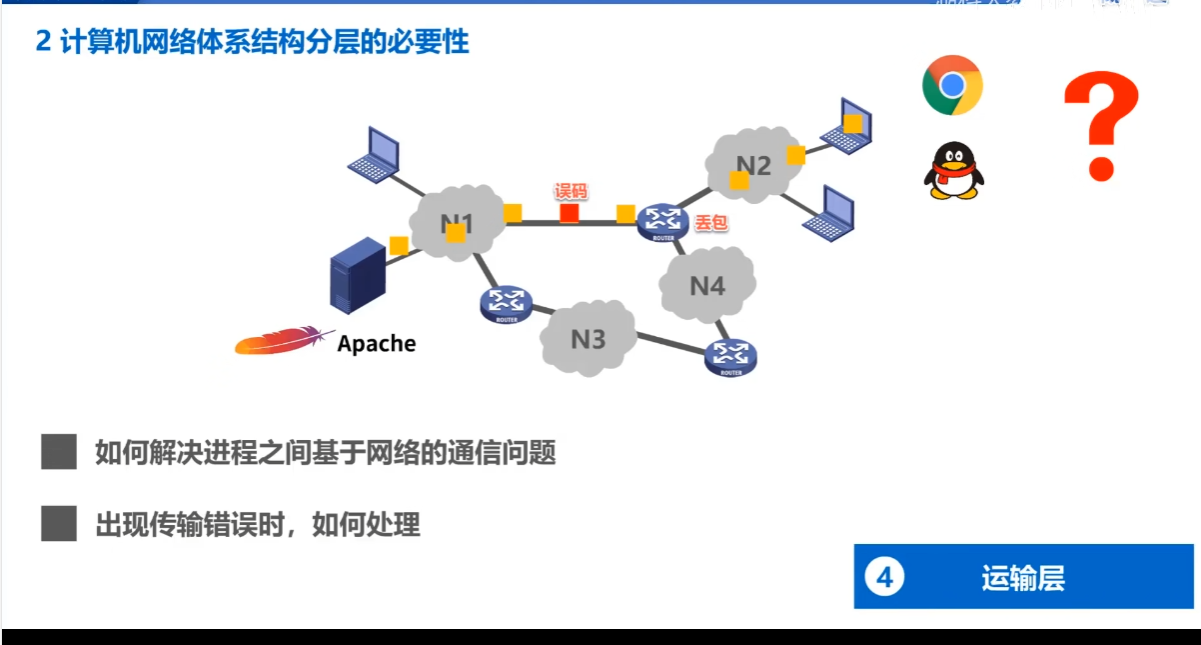 2 计算机网络体系结构分层的必要性
N2
误码
N1
ROUTER
丢包
N4
ROUTER
N3
ROUTER
Apache
如何解决进程之间基于网络的通信问题
出现传输错误时，如何处理
4 运输层